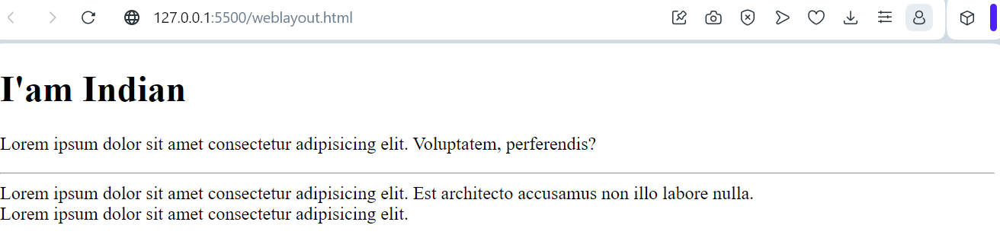 127.0.0.1:5500/weblayout.html
I'am Indian
Lorem ipsum dolor sit amet consectetur adipisicing elit. Voluptatem, perferendis?
Lorem ipsum dolor sit amet consectetur adipisicing elit. Est architecto accusamus non illo labore nulla.
Lorem ipsum dolor sit amet consectetur adipisicing elit.